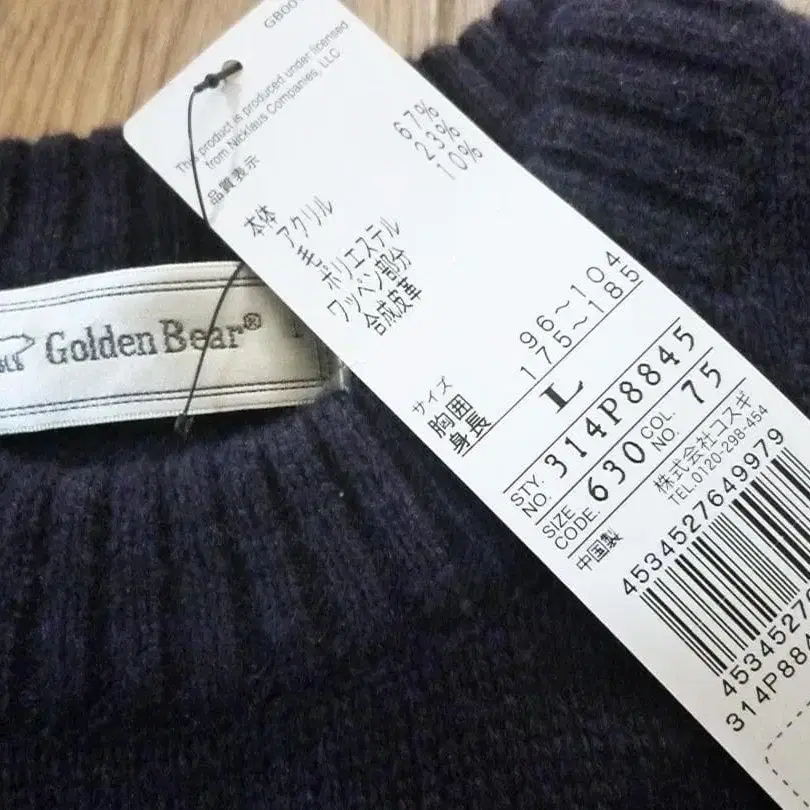 Golden Bear®
This product is produced under licensed
from Nicklaus Companies, LLC
品質表示
本体
アクリル 67%
毛 23%
ポリエステル 10%
ワッペン部分
合成皮革
サイズ
胸囲 96~104
身長 175~185
L
STY. NO. 314P8845
SIZE CODE. 630 COL. NO. 75
中国製 株式会社コスギ
TEL.0120-298-454
4534527649979